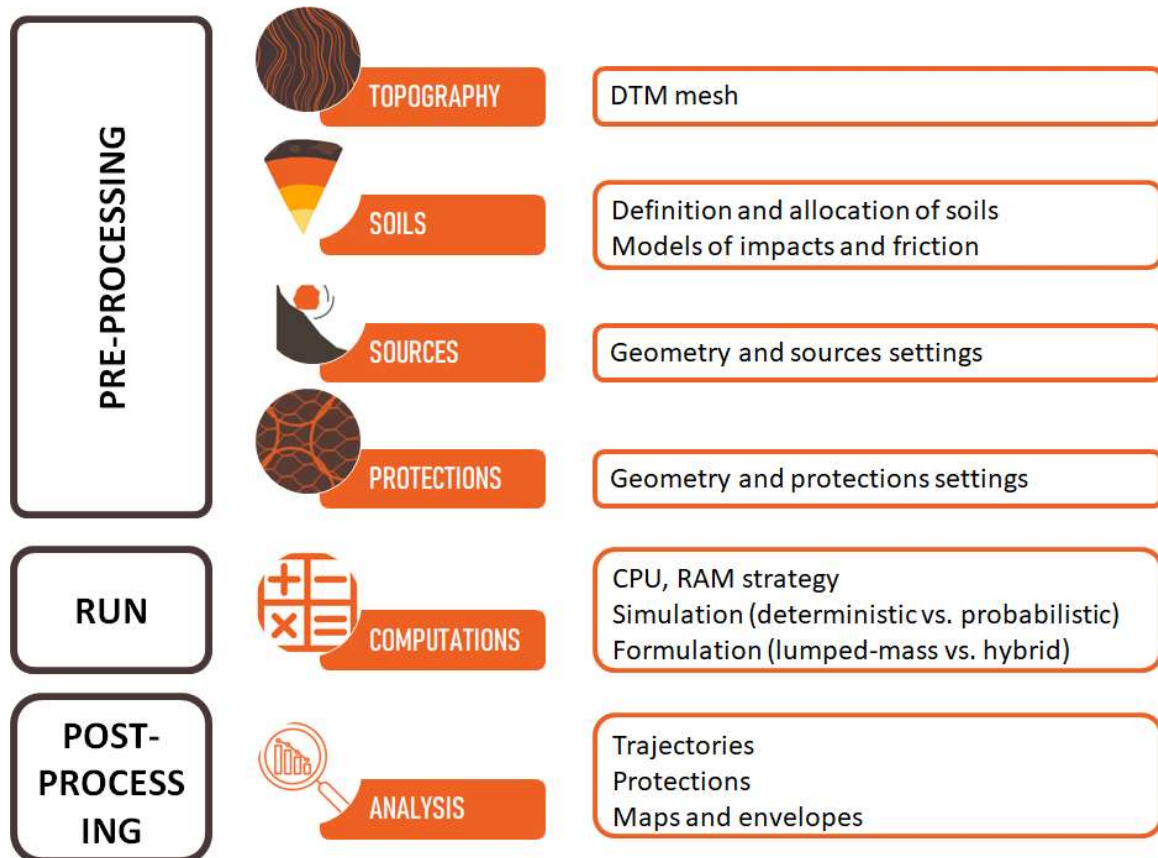 PRE-PROCESSING
TOPOGRAPHY
DTM mesh
SOILS
Definition and allocation of soils
Models of impacts and friction
SOURCES
Geometry and sources settings
PROTECTIONS
Geometry and protections settings
RUN
COMPUTATIONS
CPU, RAM strategy
Simulation (deterministic vs. probabilistic)
Formulation (lumped-mass vs. hybrid)
POST-
PROCESS
ING
ANALYSIS
Trajectories
Protections
Maps and envelopes